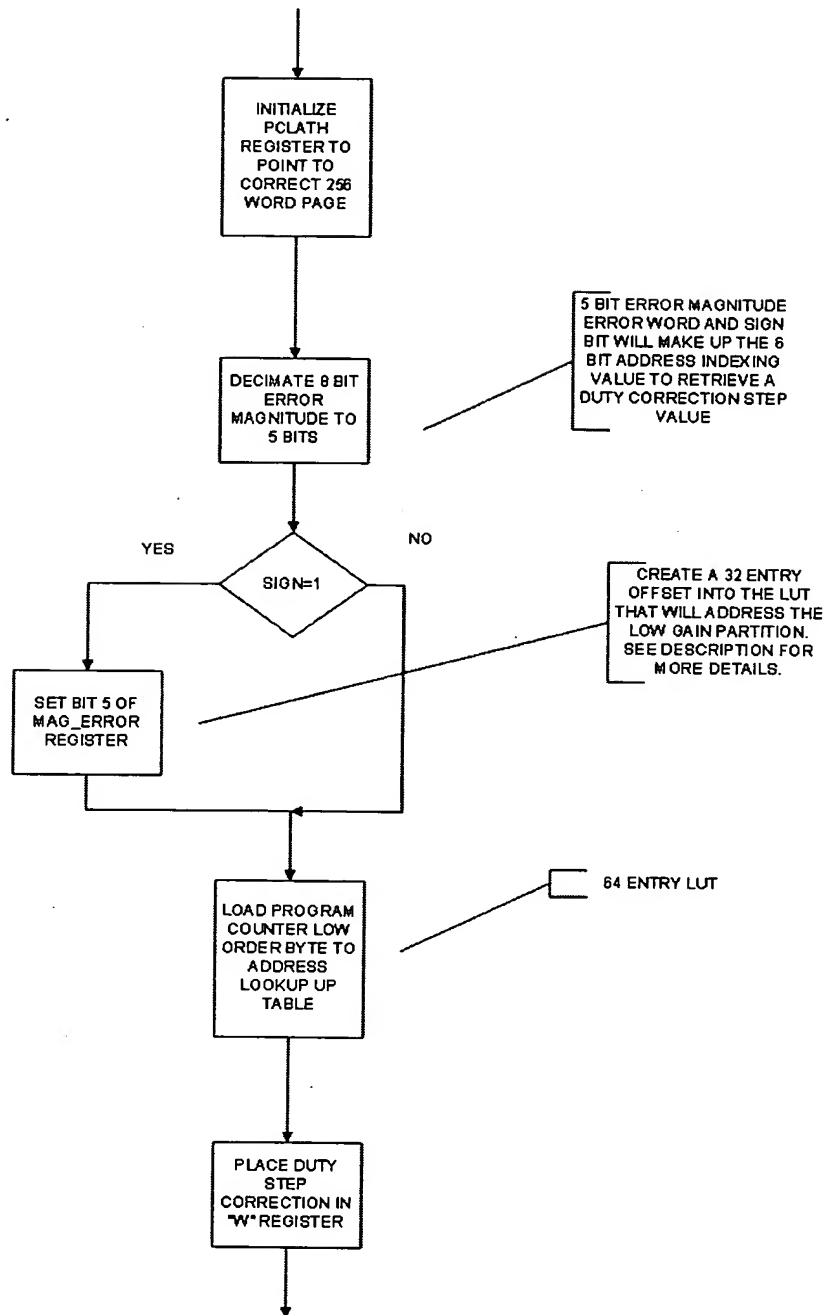 INITIALIZE
PCLATH
REGISTER TO
POINT TO
CORRECT 256
WORD PAGE
5 BIT ERROR MAGNITUDE
ERROR WORD AND SIGN
BIT WILL MAKE UP THE 6
BIT ADDRESS INDEXING
VALUE TO RETRIEVE A
DUTY CORRECTION STEP
VALUE
DECIMATE 8 BIT
ERROR
MAGNITUDE TO
5 BITS
YES
NO
SIGN=1
CREATE A 32 ENTRY
OFFSET INTO THE LUT
THAT WILL ADDRESS THE
LOW GAIN PARTITION.
SEE DESCRIPTION FOR
MORE DETAILS.
SET BIT 5 OF
MAG_ERROR
REGISTER
64 ENTRY LUT
LOAD PROGRAM
COUNTER LOW
ORDER BYTE TO
ADDRESS
LOOKUP UP
TABLE
PLACE DUTY
STEP
CORRECTION IN
"W" REGISTER